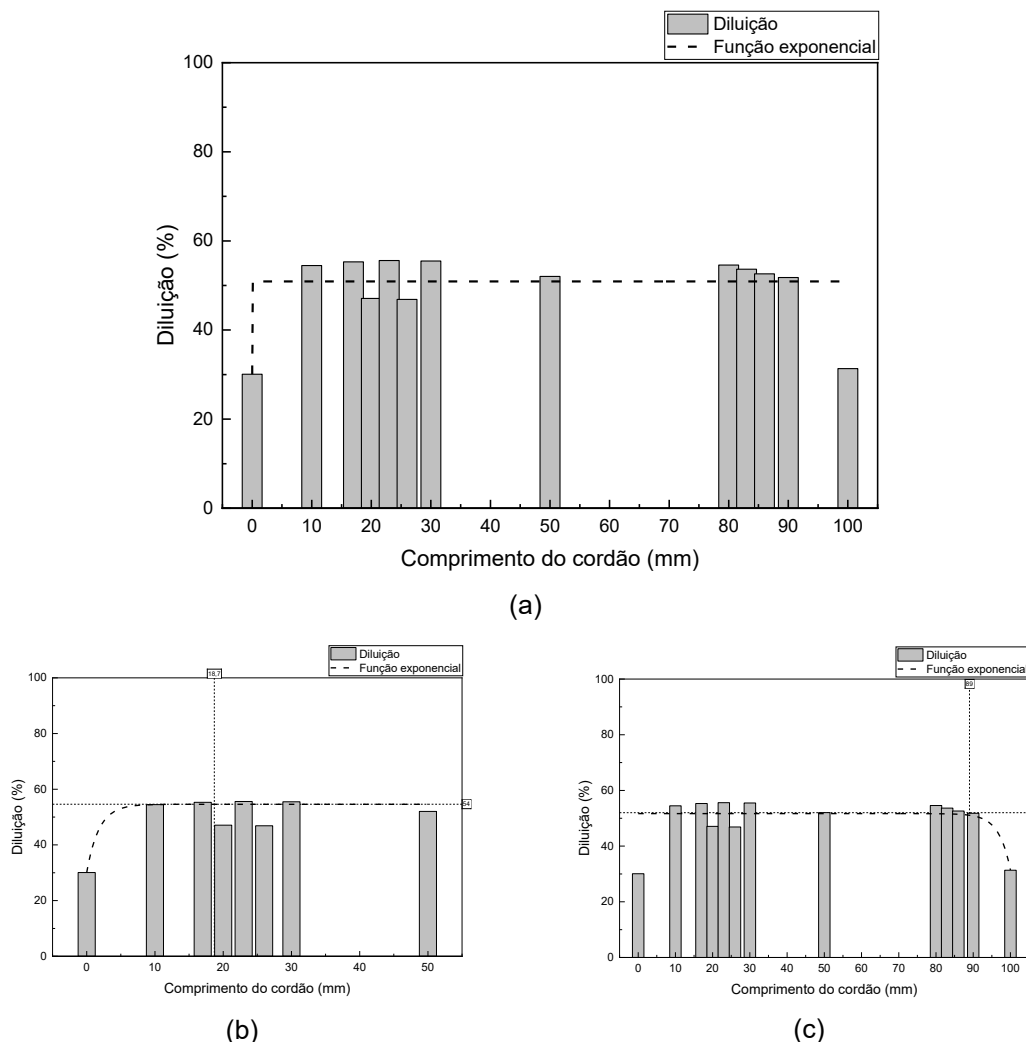 Diluição
Função exponencial
100
80
60
40
20
0
Diluição (%)
0 10 20 30 40 50 60 70 80 90 100
Comprimento do cordão (mm)
(a)
Diluição
Função exponencial
18,7
100
80
60
40
20
0
54
Diluição (%)
0 10 20 30 40 50
Comprimento do cordão (mm)
(b)
Diluição
Função exponencial
89
100
80
60
40
20
0
Diluição (%)
0 10 20 30 40 50 60 70 80 90 100
Comprimento do cordão (mm)
(c)